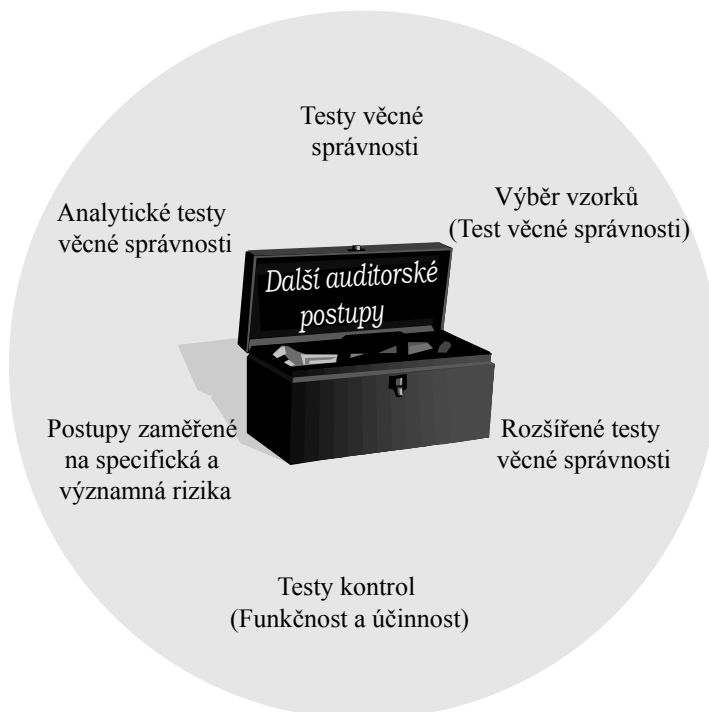 Testy věcné
správnosti
Výběr vzorků
(Test věcné správnosti)
Analytické testy
věcné správnosti
Další auditorské
postupy
Postupy zaměřené
na specifická a
významná rizika
Rozšířené testy
věcné správnosti
Testy kontrol
(Funkčnost a účinnost)